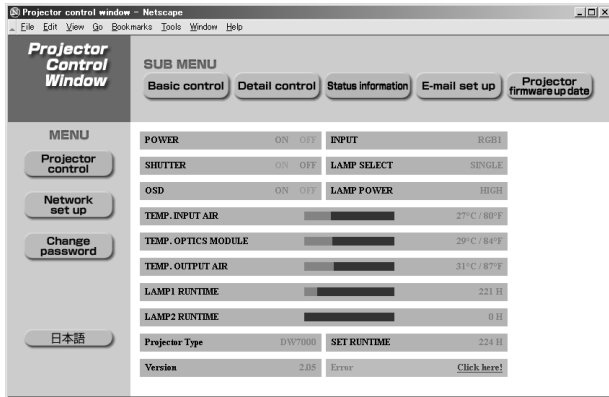 Projector control window - Netscape
File Edit View Go Bookmarks Tools Window Help
Projector
Control
Window
SUB MENU
Basic control Detail control Status information E-mail set up Projector firmware up date
MENU
Projector control
Network set up
Change password
日本語
POWER ON OFF INPUT RGB1
SHUTTER ON OFF LAMP SELECT SINGLE
OSD ON OFF LAMP POWER HIGH
TEMP. INPUT AIR 27°C / 80°F
TEMP. OPTICS MODULE 29°C / 84°F
TEMP. OUTPUT AIR 31°C / 87°F
LAMP1 RUNTIME 221 H
LAMP2 RUNTIME 0 H
Projector Type DW7000 SET RUNTIME 224 H
Version 2.05 Error Click here!